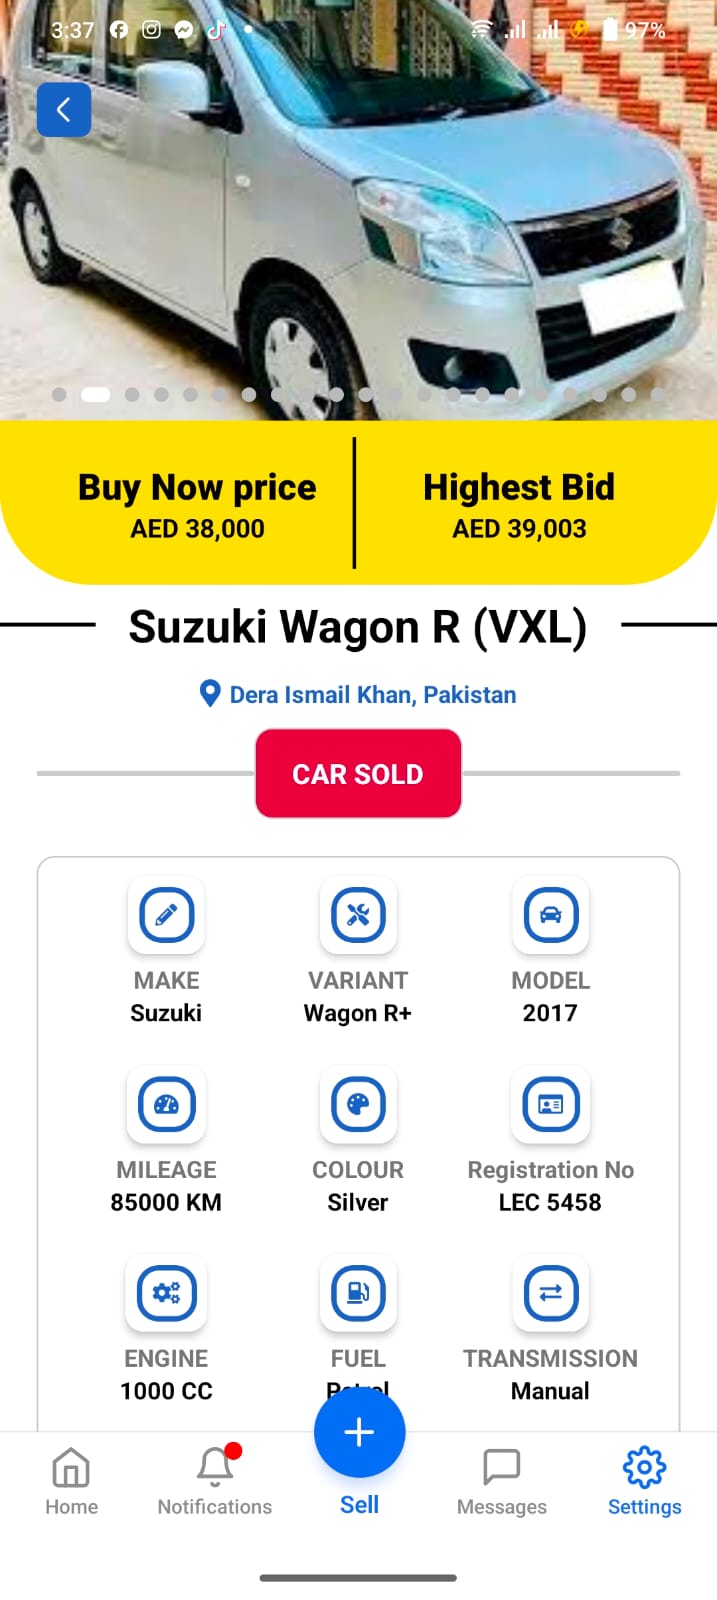 3:37
97%
Buy Now price
AED 38,000
Highest Bid
AED 39,003
Suzuki Wagon R (VXL)
Dera Ismail Khan, Pakistan
CAR SOLD
MAKE
Suzuki
VARIANT
Wagon R+
MODEL
2017
MILEAGE
85000 KM
COLOUR
Silver
Registration No
LEC 5458
ENGINE
1000 CC
FUEL
Petrol
TRANSMISSION
Manual
Home
Notifications
Sell
Messages
Settings